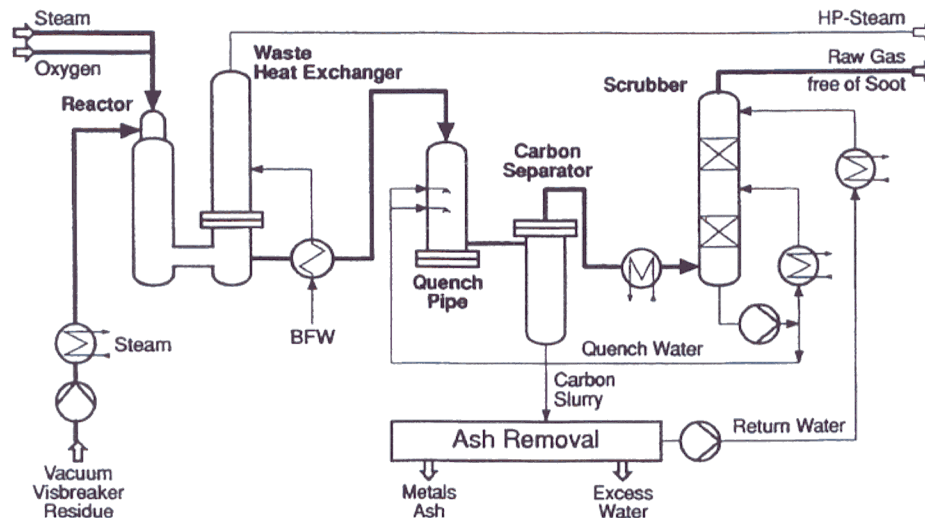 Steam
HP-Steam
Oxygen
Waste
Heat Exchanger
Raw Gas
free of Soot
Reactor
Scrubber
Carbon
Separator
Quench
Pipe
BFW
Steam
Quench Water
Carbon
Slurry
Ash Removal
Return Water
Vacuum
Visbreaker
Residue
Metals
Ash
Excess
Water